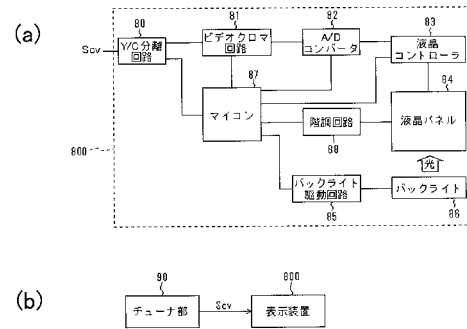 (a)
80
Y/C分離
回路
Scv
81
ビデオクロマ
回路
82
A/D
コンバータ
83
液晶
コントローラ
87
マイコン
84
液晶パネル
階調回路
88
800
光
バックライト
駆動回路
85
バックライト
86
(b)
90
チューナ部
Scv
800
表示装置